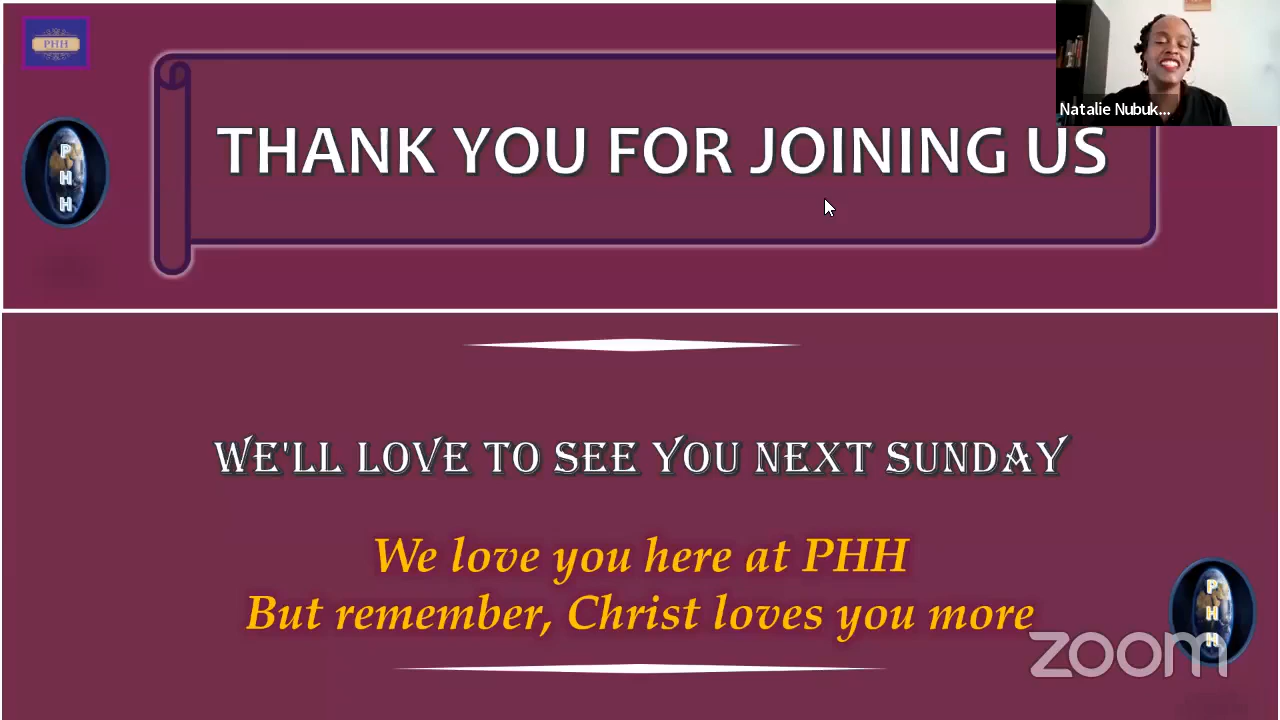 PHH
Natalie Nubuk...
THANK YOU FOR JOINING US
P
H
H
WE'LL LOVE TO SEE YOU NEXT SUNDAY
We love you here at PHH
But remember, Christ loves you more
P
H
H
zoom